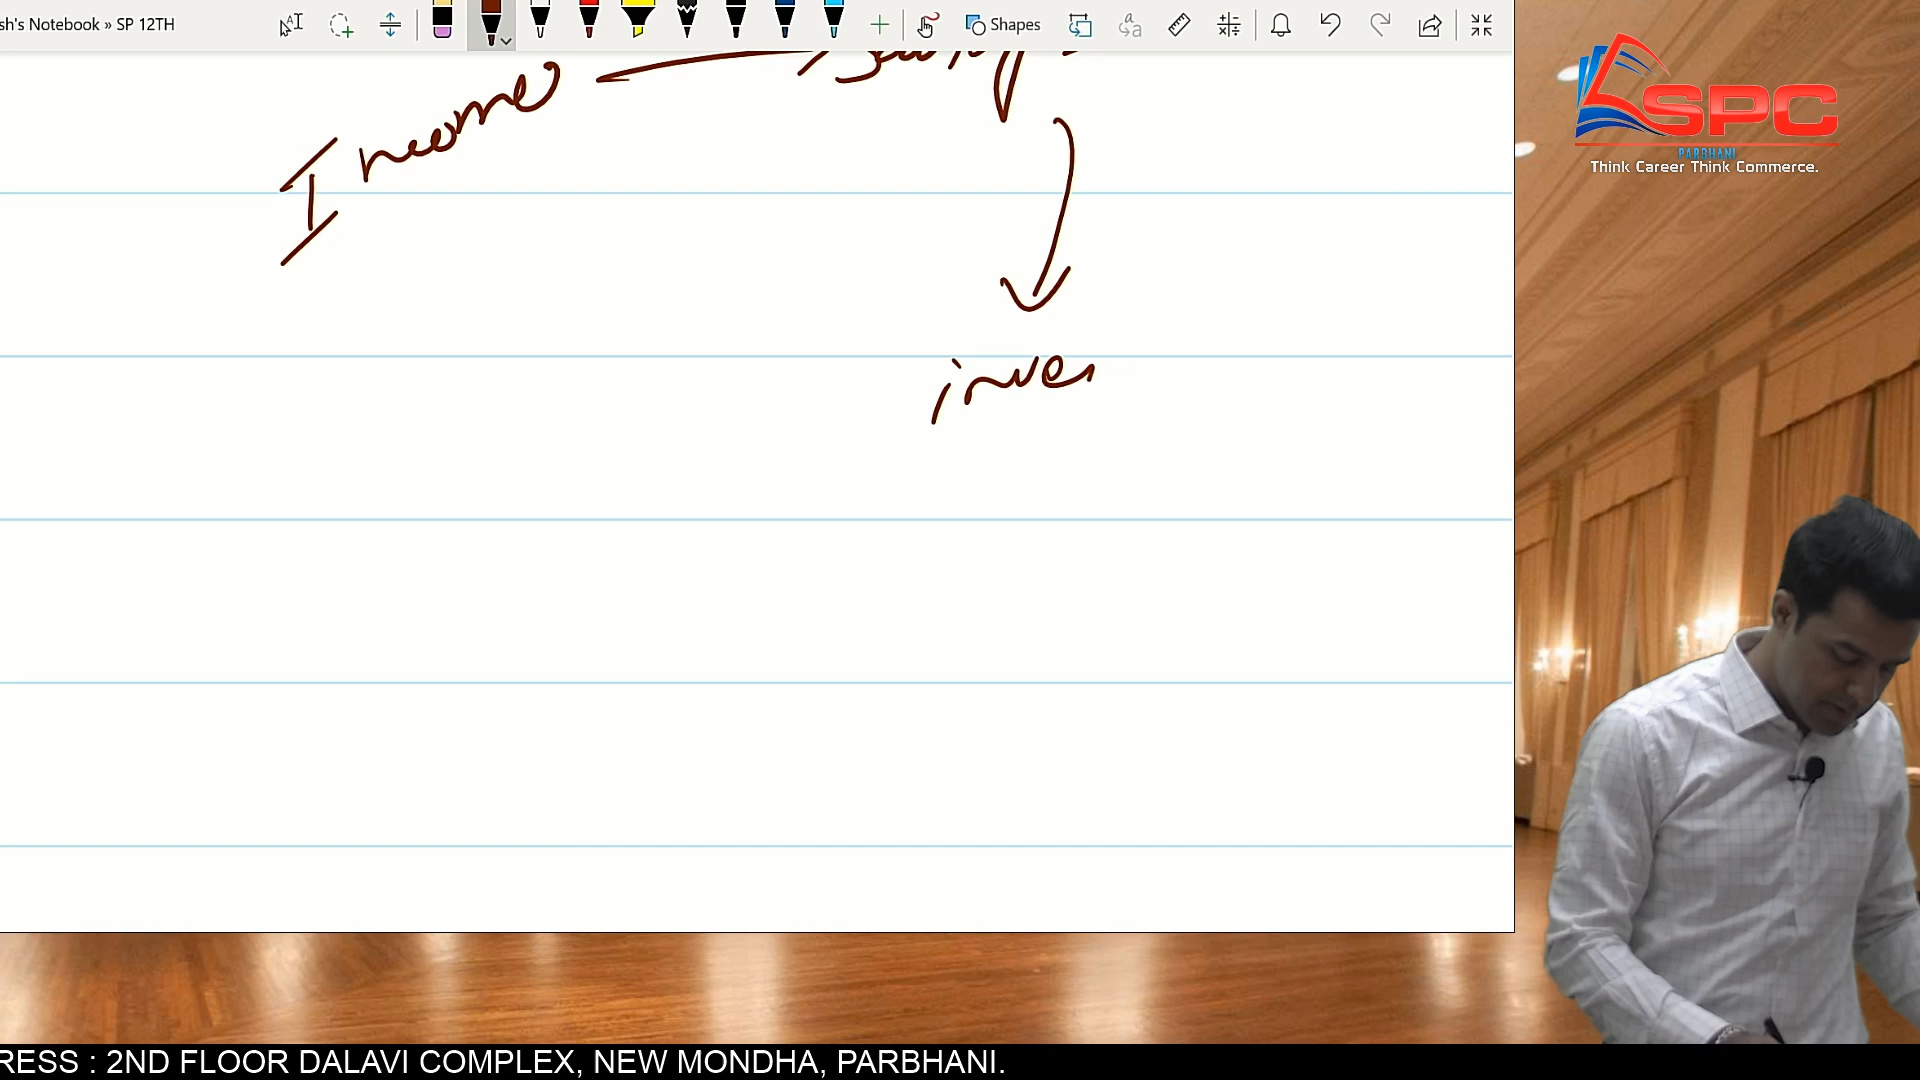 sh's Notebook » SP 12TH
Shapes
Income
inves
SPC
PARBHANI
Think Career Think Commerce.
RESS : 2ND FLOOR DALAVI COMPLEX, NEW MONDHA, PARBHANI.